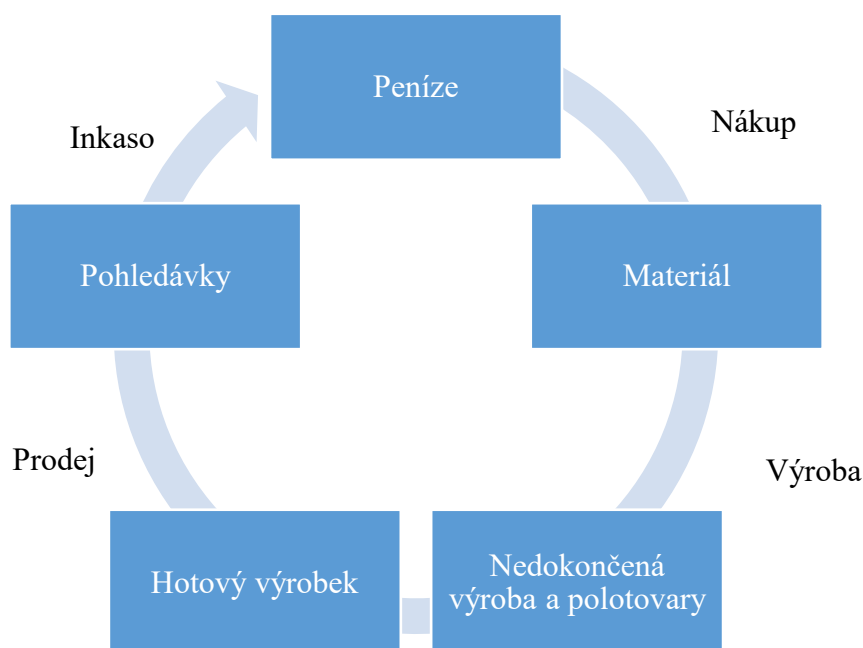 Peníze
Nákup
Materiál
Výroba
Nedokončená
výroba a polotovary
Hotový výrobek
Prodej
Pohledávky
Inkaso